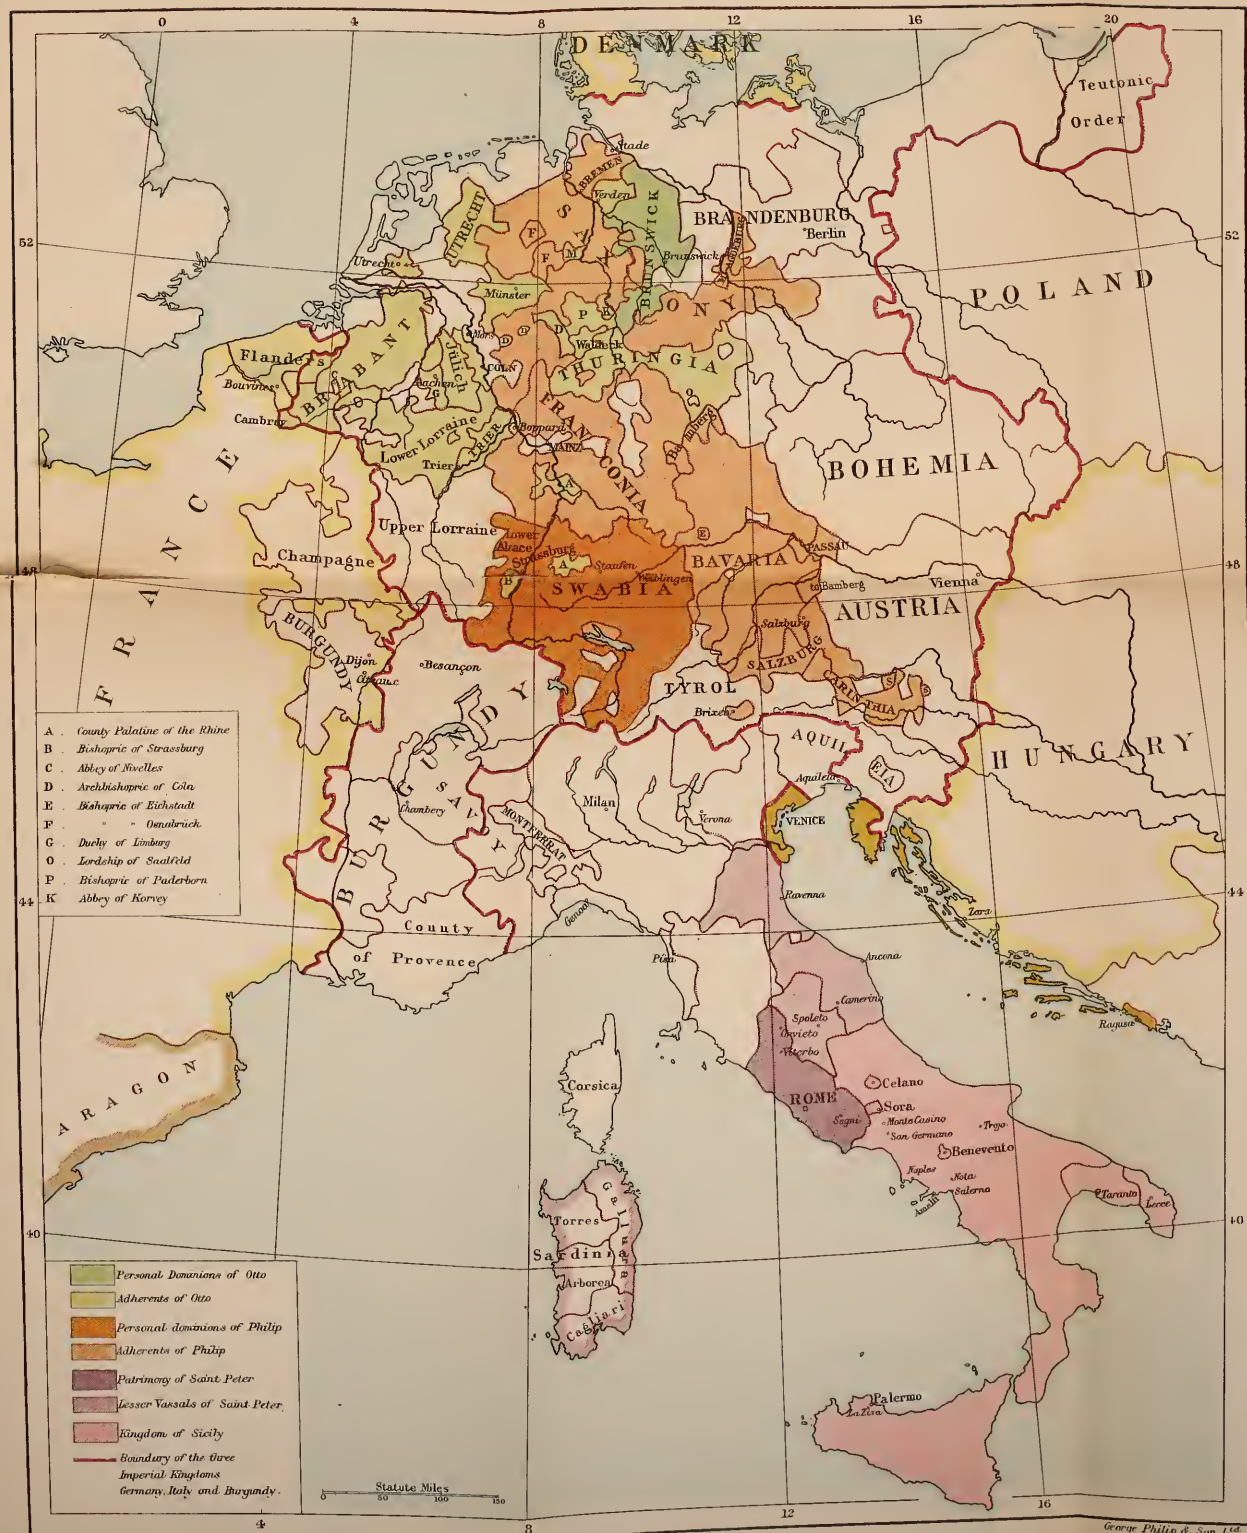 0 4 8 12 16 20
DENMARK
Teutonic
Order
Stade
BREMEN
Verden
UTRECHT
SAXONY
BRUNSWICK
BRANDENBURG
Berlin
52
52
F
F
M
Utrecht
Brunswick
MAGDEBURG
POLAND
Münster
P
K
D
D
D
Mors
Waldeck
Flanders
BRABANT
Jülich
CÖLN
THURINGIA
Bouvines
Aachen
G
C
O
Cambray
FRANCONIA
Boppard
Bamberg
Lower Lorraine
TRIER
MAINZ
Trier
BOHEMIA
A
FRANCE
Upper Lorraine
Lower
Alsace
Strassburg
E
Champagne
BAVARIA
PASSAU
A
Staufen
Waiblingen
48
48
B
SWABIA
to Bamberg
Vienna
AUSTRIA
BURGUNDY
Salzburg
SALZBURG
Dijon
Besançon
CARINTHIA
S
TYROL
Brixen
HUNGARY
AQUILEIA
Aquileia
A . County Palatine of the Rhine
B . Bishopric of Strassburg
C . Abbey of Nivelles
D . Archbishopric of Coln
E . Bishopric of Eichstadt
F . " " Osnabrück
G . Duchy of Limburg
O . Lordship of Saalfeld
P . Bishopric of Paderborn
K . Abbey of Korvey
BURGUNDY
SAVOY
Chambery
Milan
Verona
VENICE
MONTFERRAT
44
44
Genoa
Ravenna
Zara
County
of Provence
Pisa
Ancona
Camerino
Spoleto
Orvieto
Viterbo
Ragusa
ARAGON
Corsica
Celano
ROME
Sora
Segni
Monte Casino
San Germano
Troja
Benevento
Naples
Nota
Amalfi
Salerno
Taranto
Lecce
Gallura
Torres
40
40
Sardinia
Arborea
Cagliari
Personal Dominions of Otto
Adherents of Otto
Personal dominions of Philip
Adherents of Philip
Patrimony of Saint Peter
Lesser Vassals of Saint Peter
Kingdom of Sicily
Boundury of the three
Imperial Kingdoms
Germany, Italy and Burgundy.
Palermo
La Zisa
Statute Miles
0 50 100 150
4 8 12 16
George Philip & Son Ltd